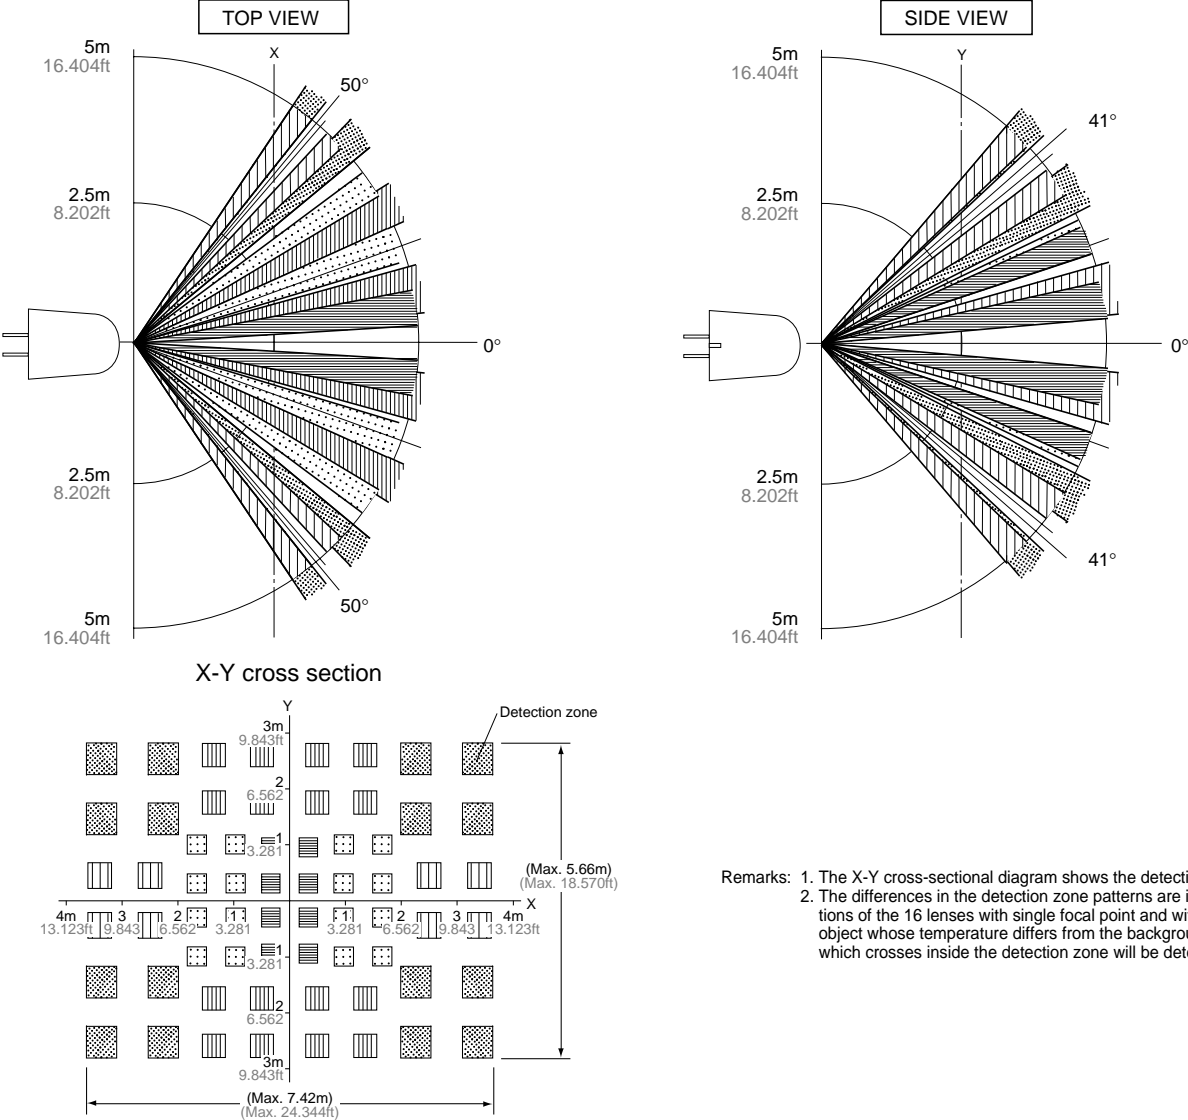 TOP VIEW
SIDE VIEW
5m
16.404ft
X
50°
2.5m
8.202ft
0°
2.5m
8.202ft
50°
5m
16.404ft
5m
16.404ft
Y
41°
2.5m
8.202ft
0°
2.5m
8.202ft
41°
5m
16.404ft
X-Y cross section
Y
Detection zone
3m
9.843ft
2
6.562
1
3.281
(Max. 5.66m)
(Max. 18.570ft)
X
4m 3 2 1 1 2 3 4m
13.123ft 9.843 6.562 3.281 3.281 6.562 9.843 13.123ft
1
3.281
2
6.562
3m
9.843ft
(Max. 7.42m)
(Max. 24.344ft)
Remarks: 1. The X-Y cross-sectional diagram shows the detecti
2. The differences in the detection zone patterns are i
tions of the 16 lenses with single focal point and wi
object whose temperature differs from the backgrou
which crosses inside the detection zone will be dete